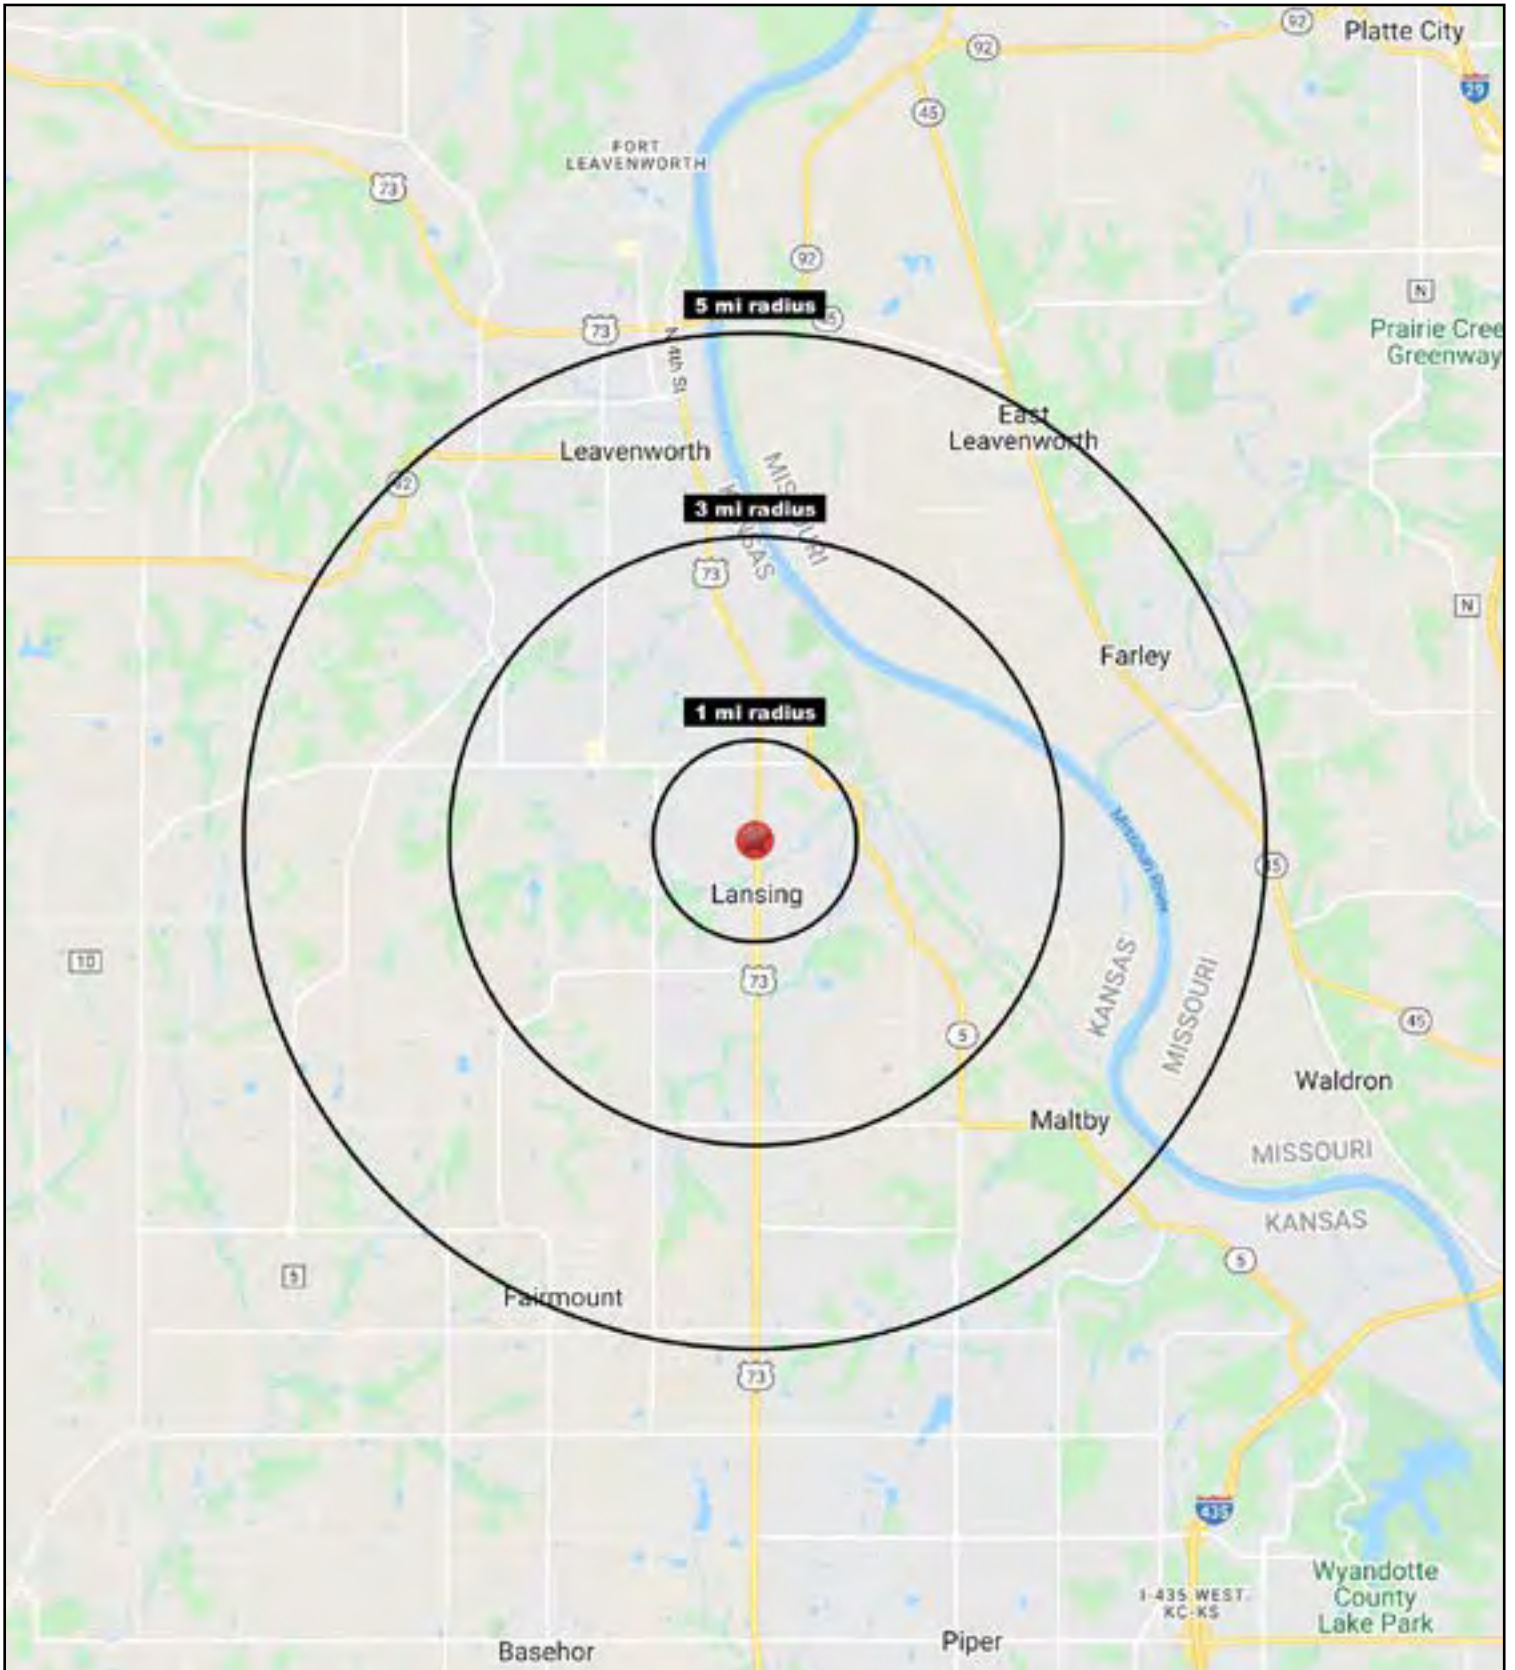 92
Platte City
92
29
45
FORT
LEAVENWORTH
73
92
N
5 mi radius
45
73
Prairie Cree
Greenway
N 4th St
East
Leavenworth
Leavenworth
92
MISSOURI
KANSAS
3 mi radius
73
N
Farley
1 mi radius
Missouri River
45
Lansing
10
73
KANSAS
MISSOURI
45
5
Waldron
Maltby
MISSOURI
KANSAS
5
5
Fairmount
73
435
Wyandotte
County
Lake Park
I-435 WEST
KC-KS
Piper
Basehor